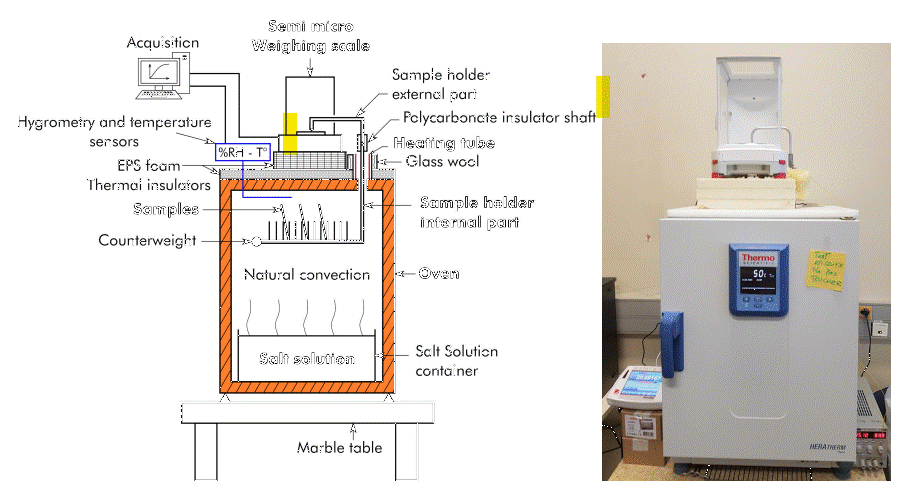 Semi micro
Weighing scale
Acquisition
Sample holder
external part
Polycarbonate insulator shaft
Hygrometry and temperature
sensors
%RH - T°
Heating tube
Glass wool
EPS foam
Thermal insulators
Samples
Sample holder
internal part
Counterweight
Natural convection
Oven
Salt solution
Salt Solution
container
Marble table
Thermo
SCIENTIFIC
50
HERATHERM